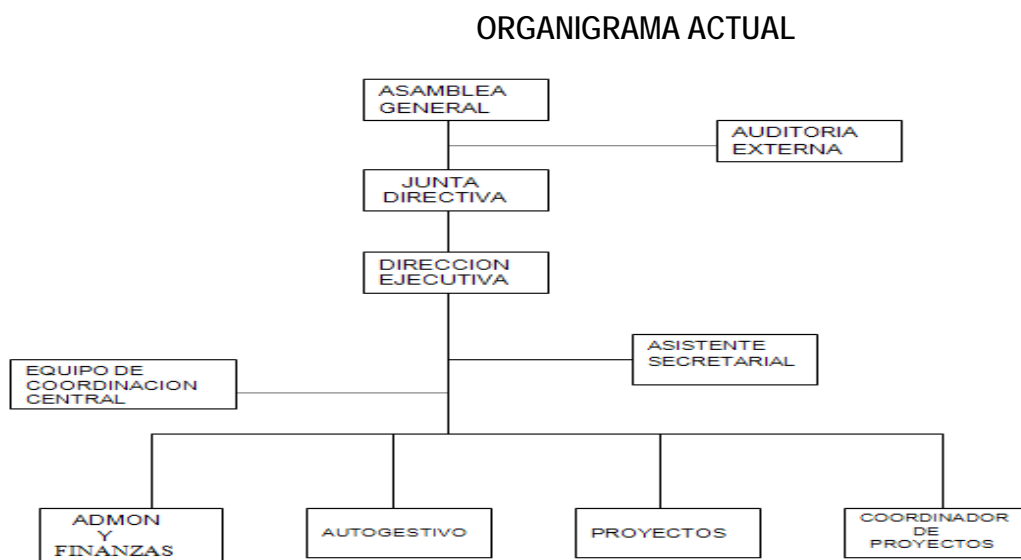 ORGANIGRAMA ACTUAL
ASAMBLEA
GENERAL
AUDITORIA
EXTERNA
JUNTA
DIRECTIVA
DIRECCION
EJECUTIVA
ASISTENTE
SECRETARIAL
EQUIPO DE
COORDINACION
CENTRAL
ADMON
Y
FINANZAS
AUTOGESTIVO
PROYECTOS
COORDINADOR
DE
PROYECTOS